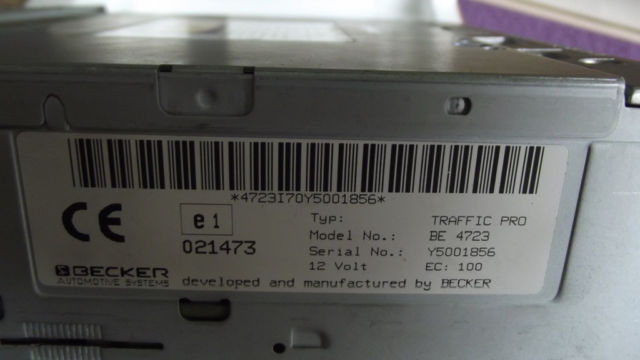 *4723I70Y5001856*
CE
e1
021473
Typ: TRAFFIC PRO
Model No.: BE 4723
Serial No.: Y5001856
12 Volt EC: 100
BECKER
AUTOMOTIVE SYSTEMS
developed and manufactured by BECKER